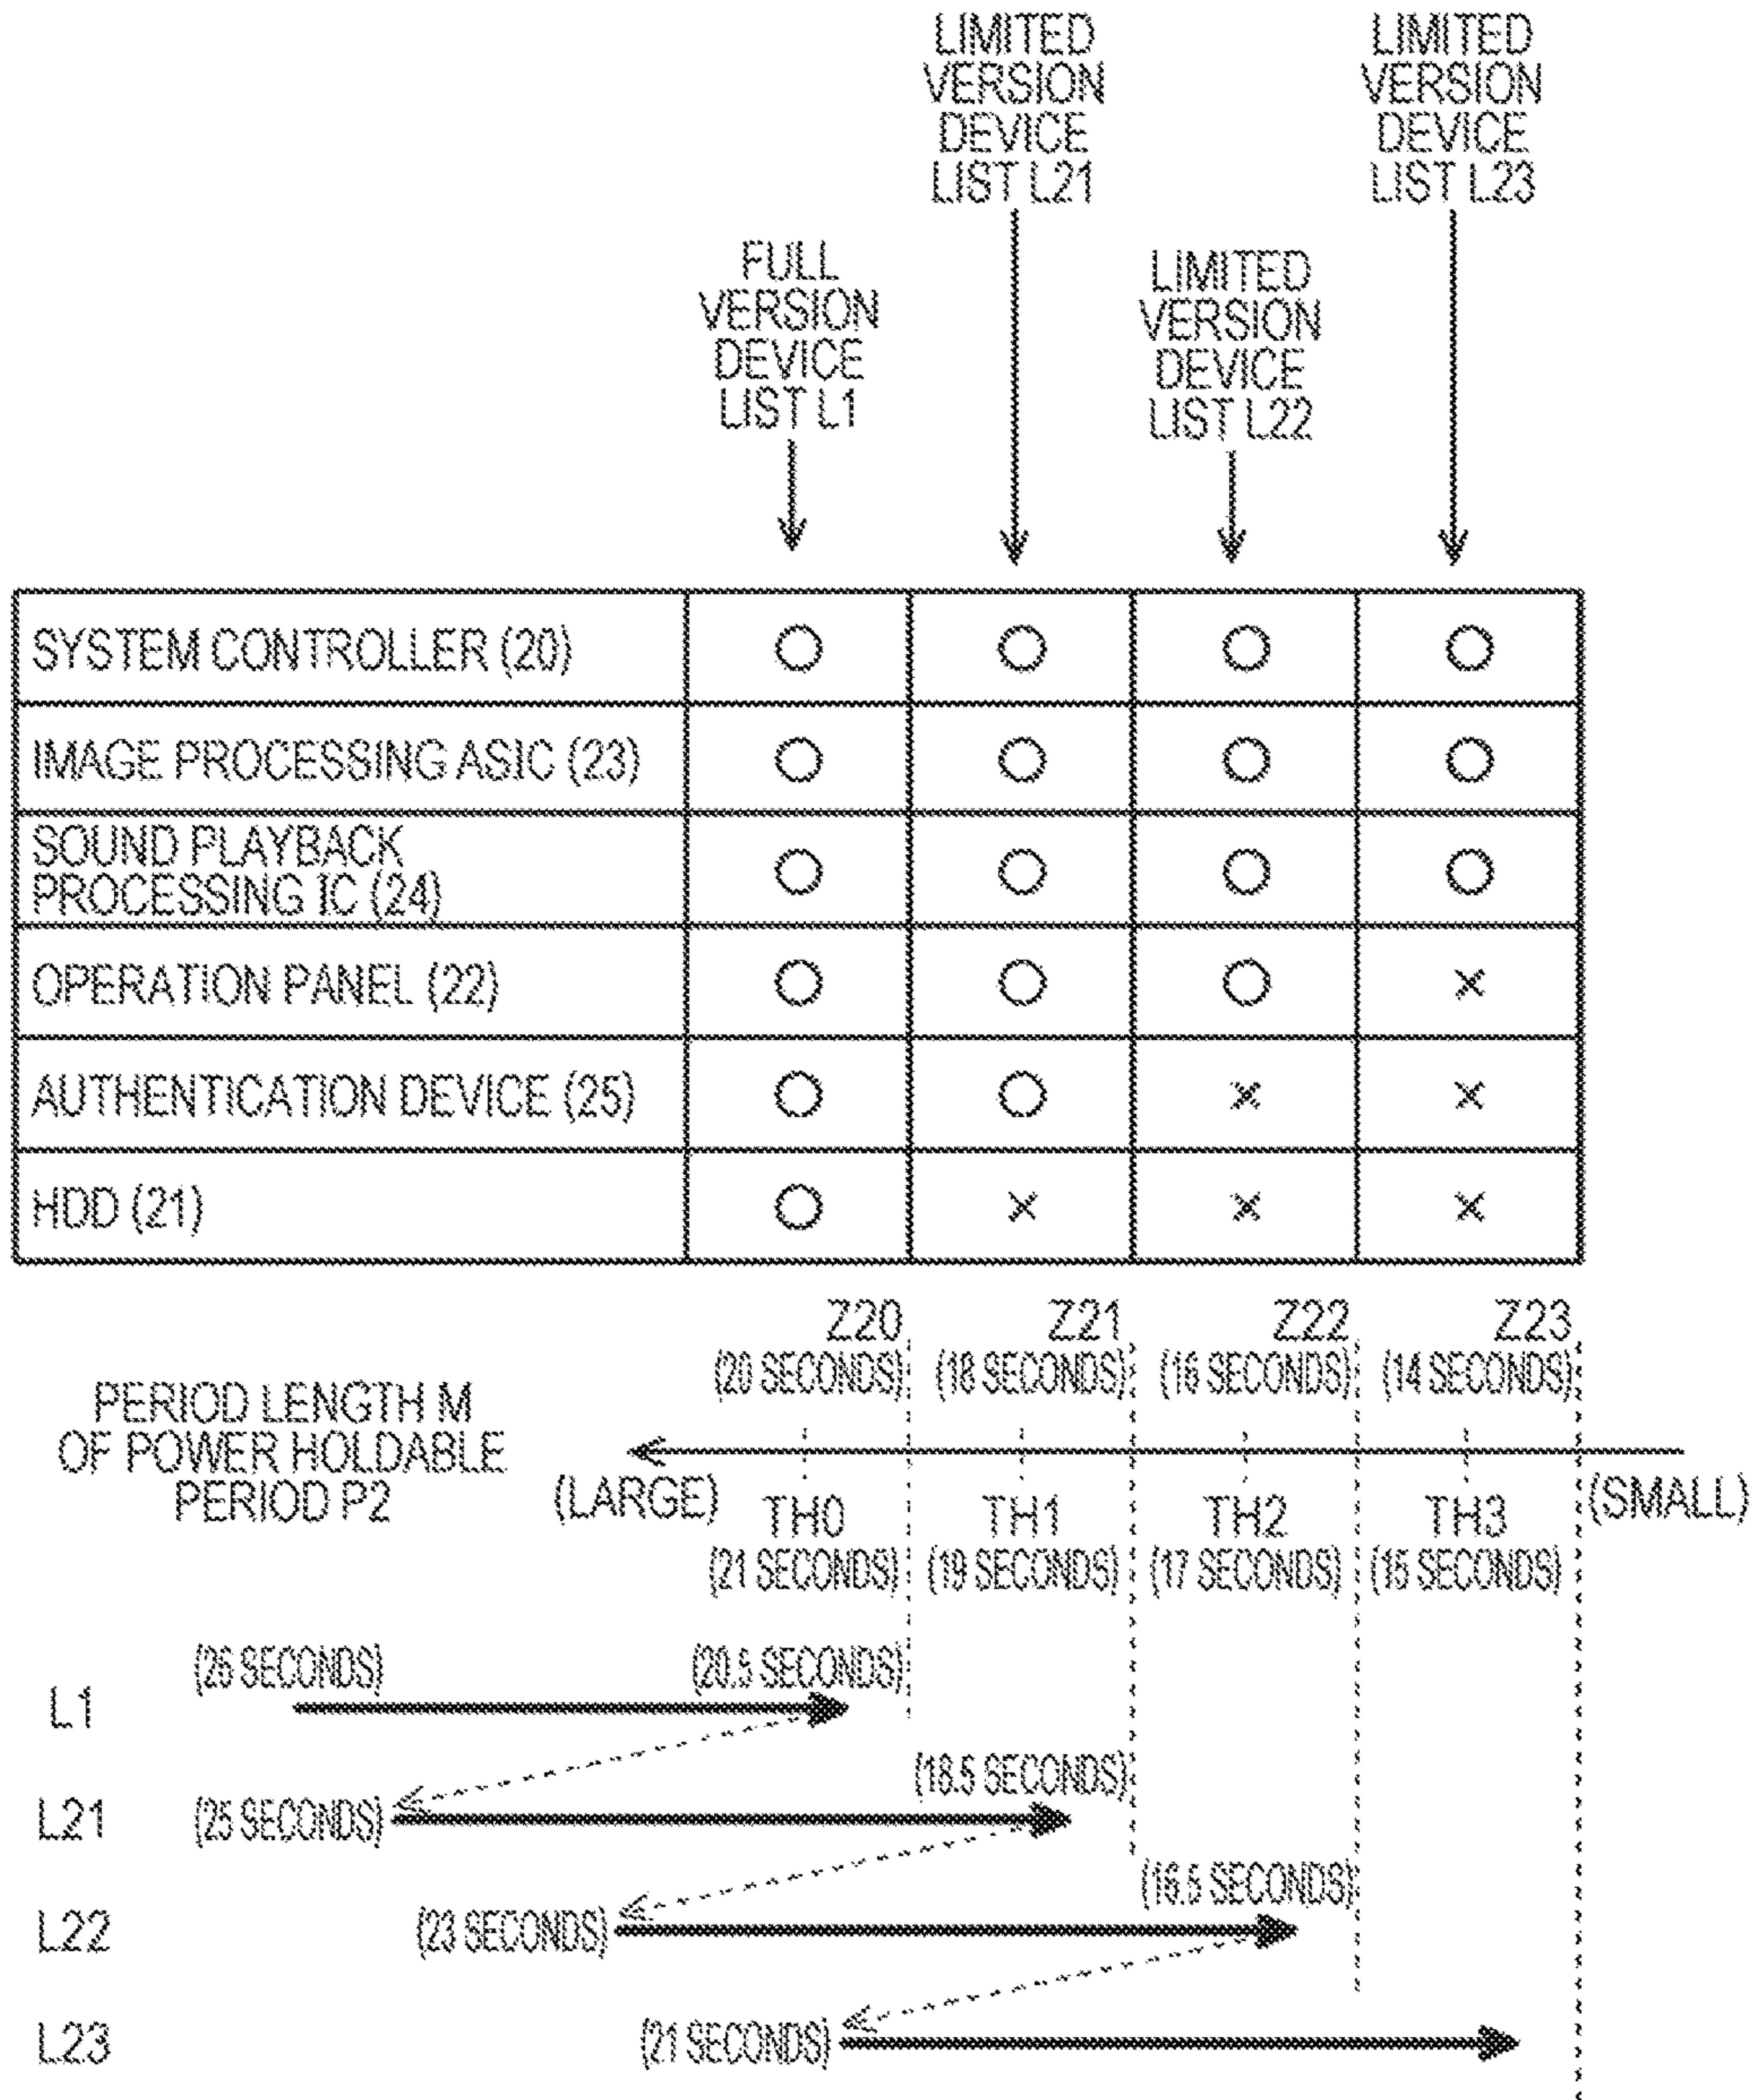 LIMITED
VERSION
DEVICE
LIST L21
LIMITED
VERSION
DEVICE
LIST L23
FULL
VERSION
DEVICE
LIST L1
LIMITED
VERSION
DEVICE
LIST L22
SYSTEM CONTROLLER (20) ○ ○ ○ ○
IMAGE PROCESSING ASIC (23) ○ ○ ○ ○
SOUND PLAYBACK
PROCESSING IC (24) ○ ○ ○ ○
OPERATION PANEL (22) ○ ○ ○ ×
AUTHENTICATION DEVICE (25) ○ ○ × ×
HDD (21) ○ × × ×
Z20 Z21 Z22 Z23
(20 SECONDS) (18 SECONDS) (16 SECONDS) (14 SECONDS)
PERIOD LENGTH M
OF POWER HOLDABLE
PERIOD P2
(LARGE) TH0 TH1 TH2 TH3 (SMALL)
(21 SECONDS) (19 SECONDS) (17 SECONDS) (15 SECONDS)
L1 (26 SECONDS) (20.5 SECONDS)
L21 (25 SECONDS) (18.5 SECONDS)
L22 (23 SECONDS) (16.5 SECONDS)
L23 (21 SECONDS)